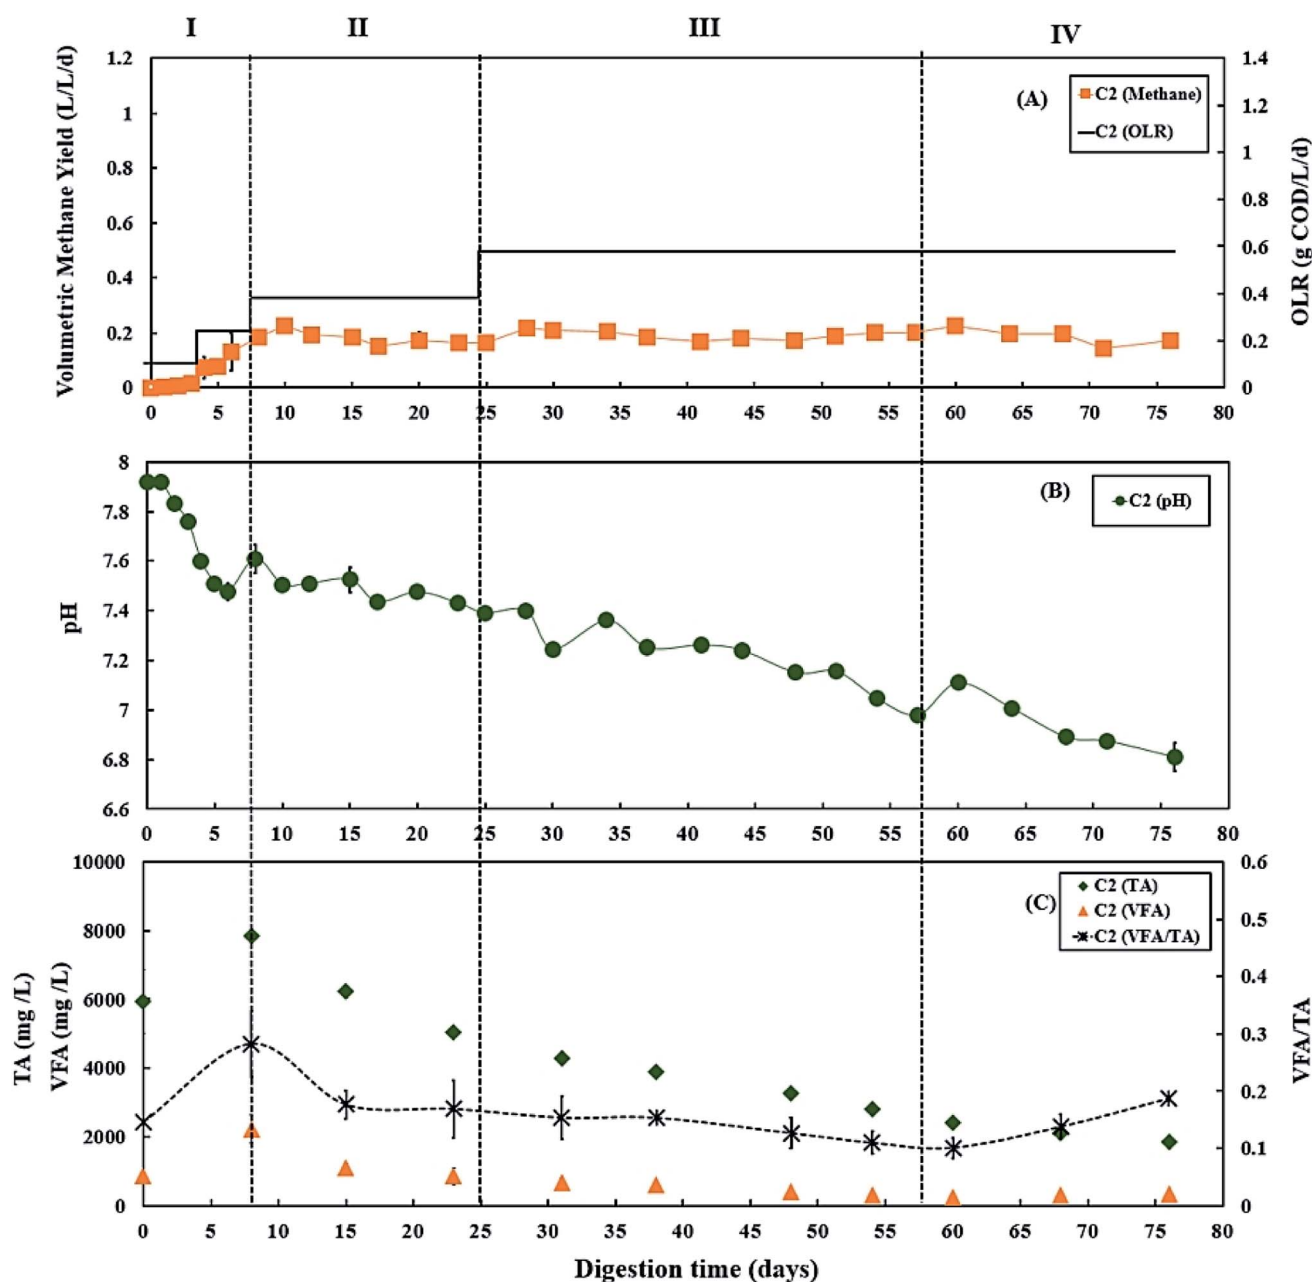 I II III IV
Volumetric Methane Yield (L/L/d)
1.2
1
0.8
0.6
0.4
0.2
0
(A)
C2 (Methane)
C2 (OLR)
1.4
1.2
1
0.8
0.6
0.4
0.2
0
OLR (g COD/L/d)
0 5 10 15 20 25 30 35 40 45 50 55 60 65 70 75 80
pH
8
7.8
7.6
7.4
7.2
7
6.8
6.6
(B)
C2 (pH)
0 5 10 15 20 25 30 35 40 45 50 55 60 65 70 75 80
TA (mg /L)
VFA (mg /L)
10000
8000
6000
4000
2000
0
(C)
C2 (TA)
C2 (VFA)
C2 (VFA/TA)
0.6
0.5
0.4
0.3
0.2
0.1
0
VFA/TA
0 5 10 15 20 25 30 35 40 45 50 55 60 65 70 75 80
Digestion time (days)